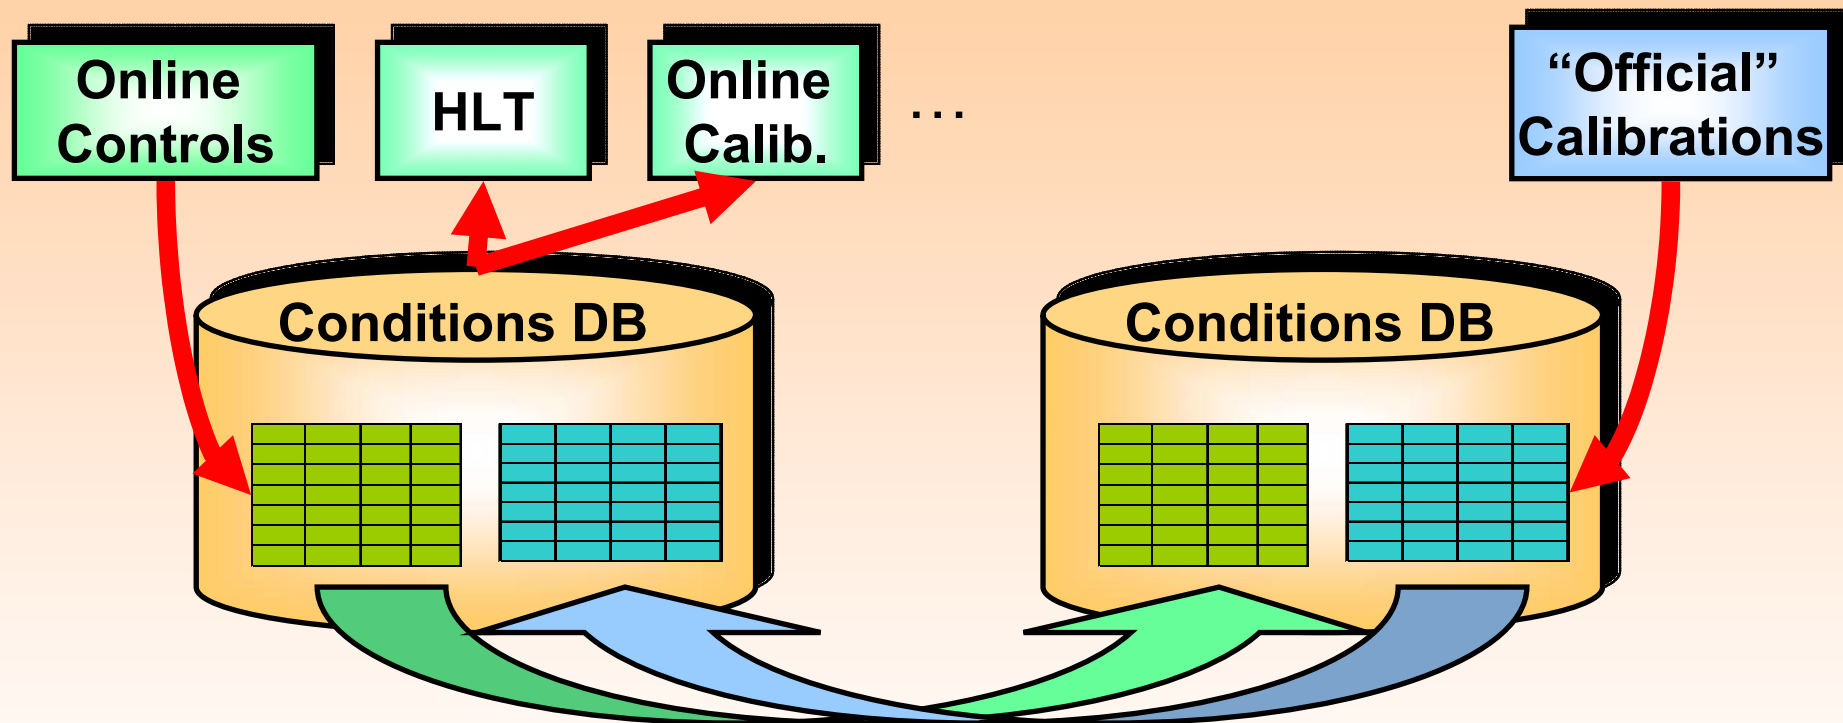 Online
Controls
HLT
Online
Calib.
...
“Official”
Calibrations
Conditions DB
Conditions DB